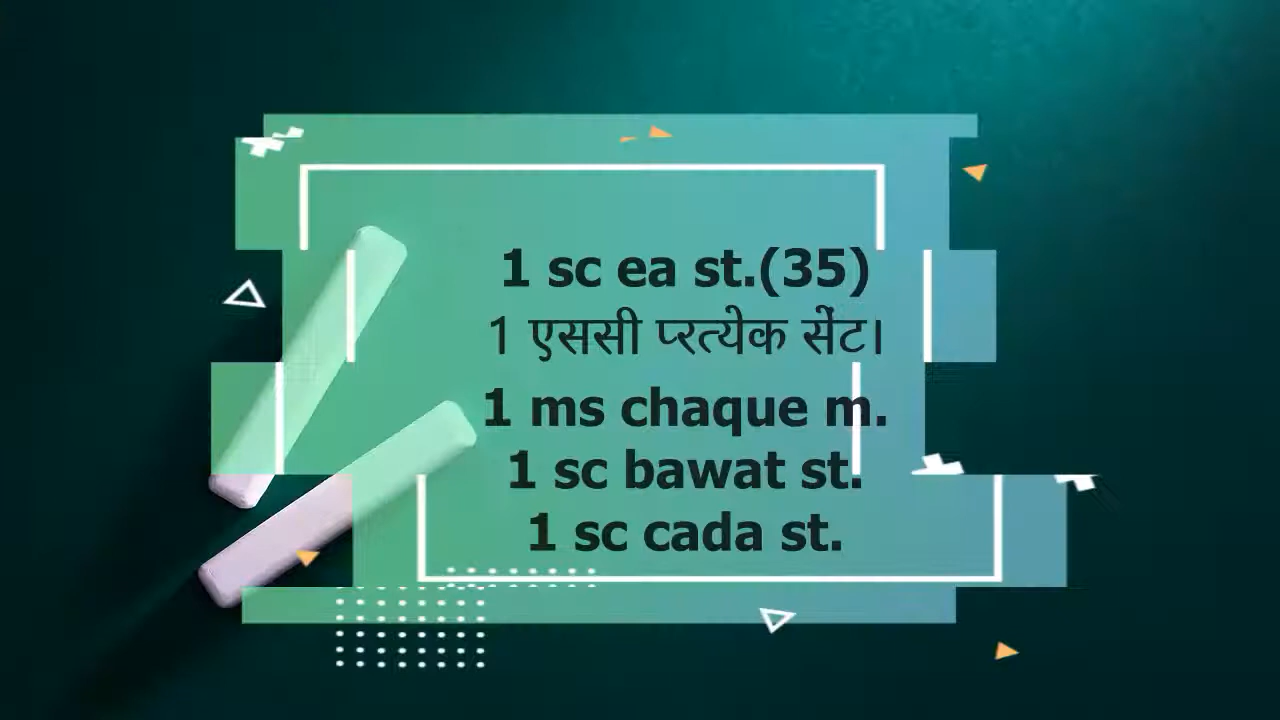 1 sc ea st.(35)
1 एससी प्रत्येक सेंट।
1 ms chaque m.
1 sc bawat st.
1 sc cada st.